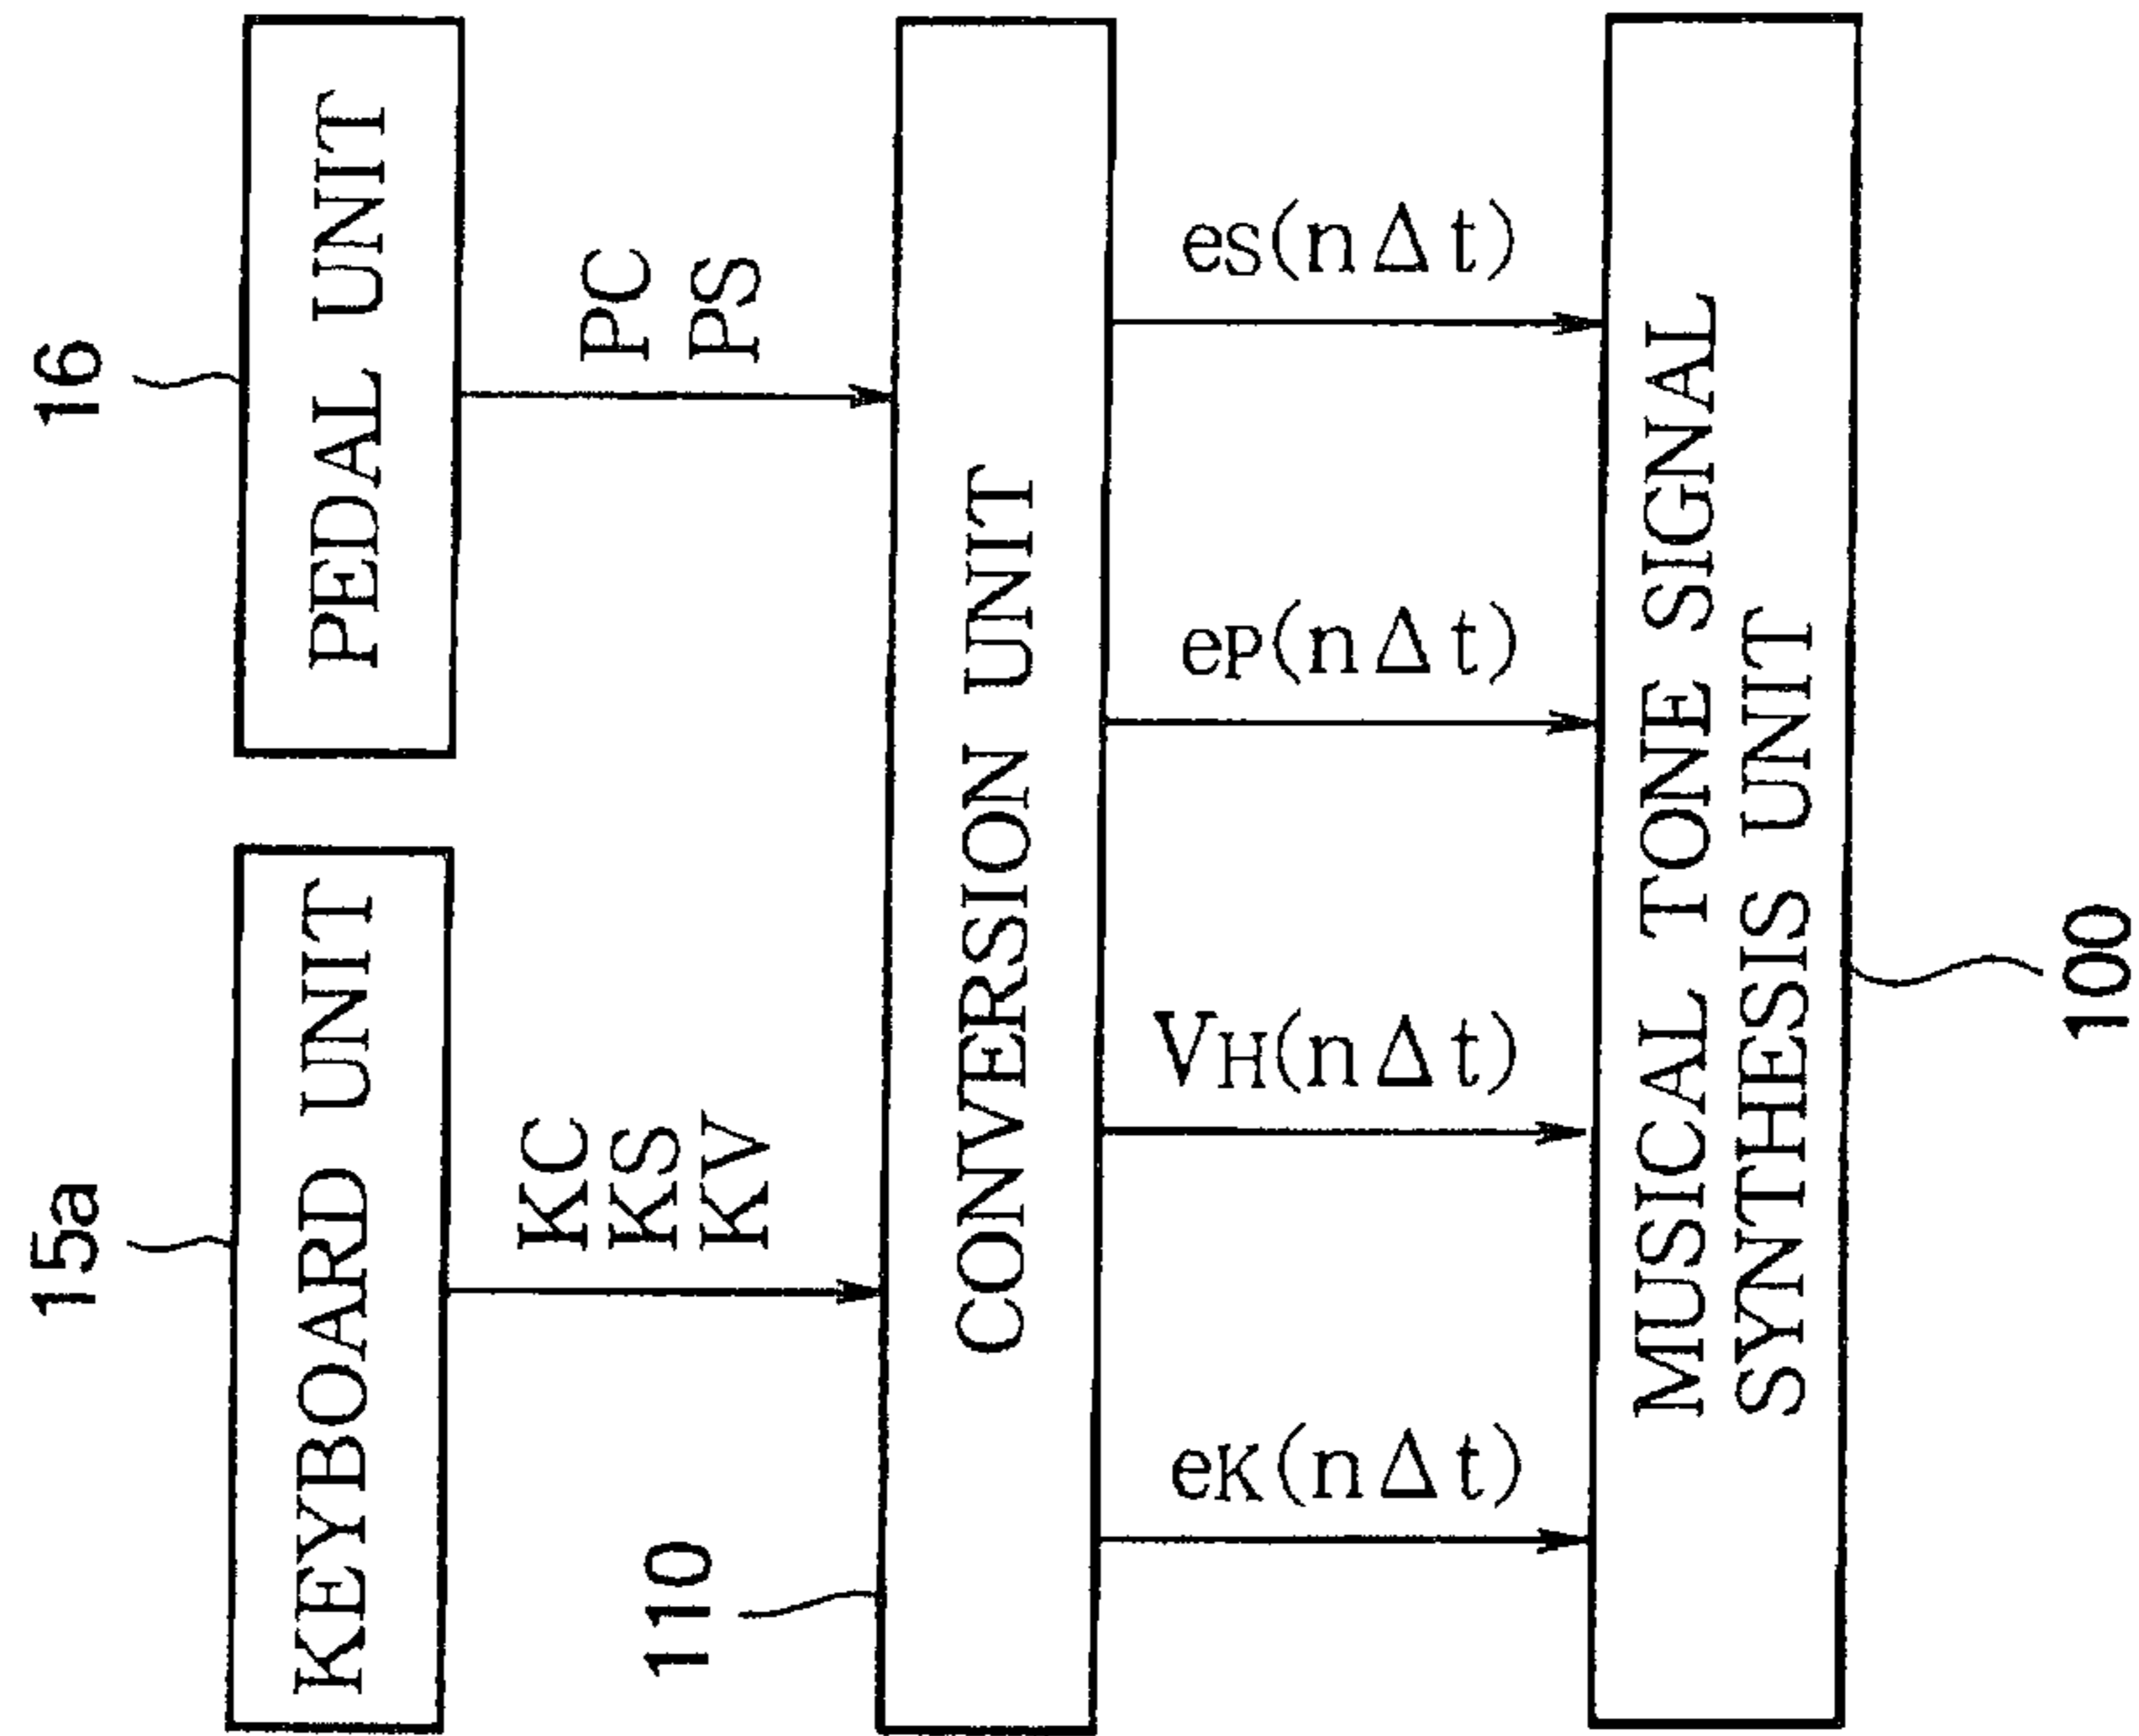 15a
16
KEYBOARD UNIT
PEDAL UNIT
KC
KS
KV
PC
PS
110
CONVERSION UNIT
eK(nΔt)
VH(nΔt)
eP(nΔt)
eS(nΔt)
MUSICAL TONE SIGNAL
SYNTHESIS UNIT
100